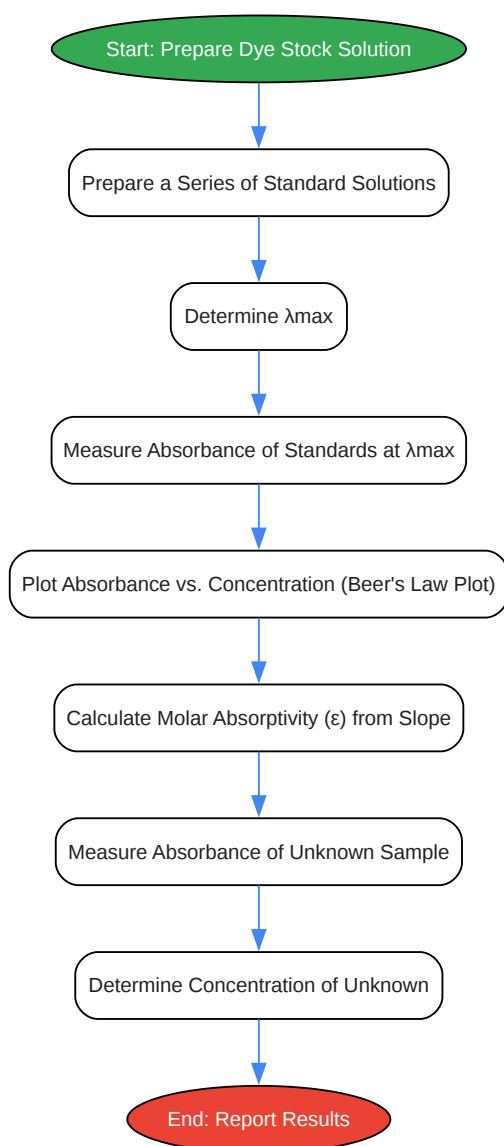 Start: Prepare Dye Stock Solution
Prepare a Series of Standard Solutions
Determine λmax
Measure Absorbance of Standards at λmax
Plot Absorbance vs. Concentration (Beer's Law Plot)
Calculate Molar Absorptivity (ε) from Slope
Measure Absorbance of Unknown Sample
Determine Concentration of Unknown
End: Report Results